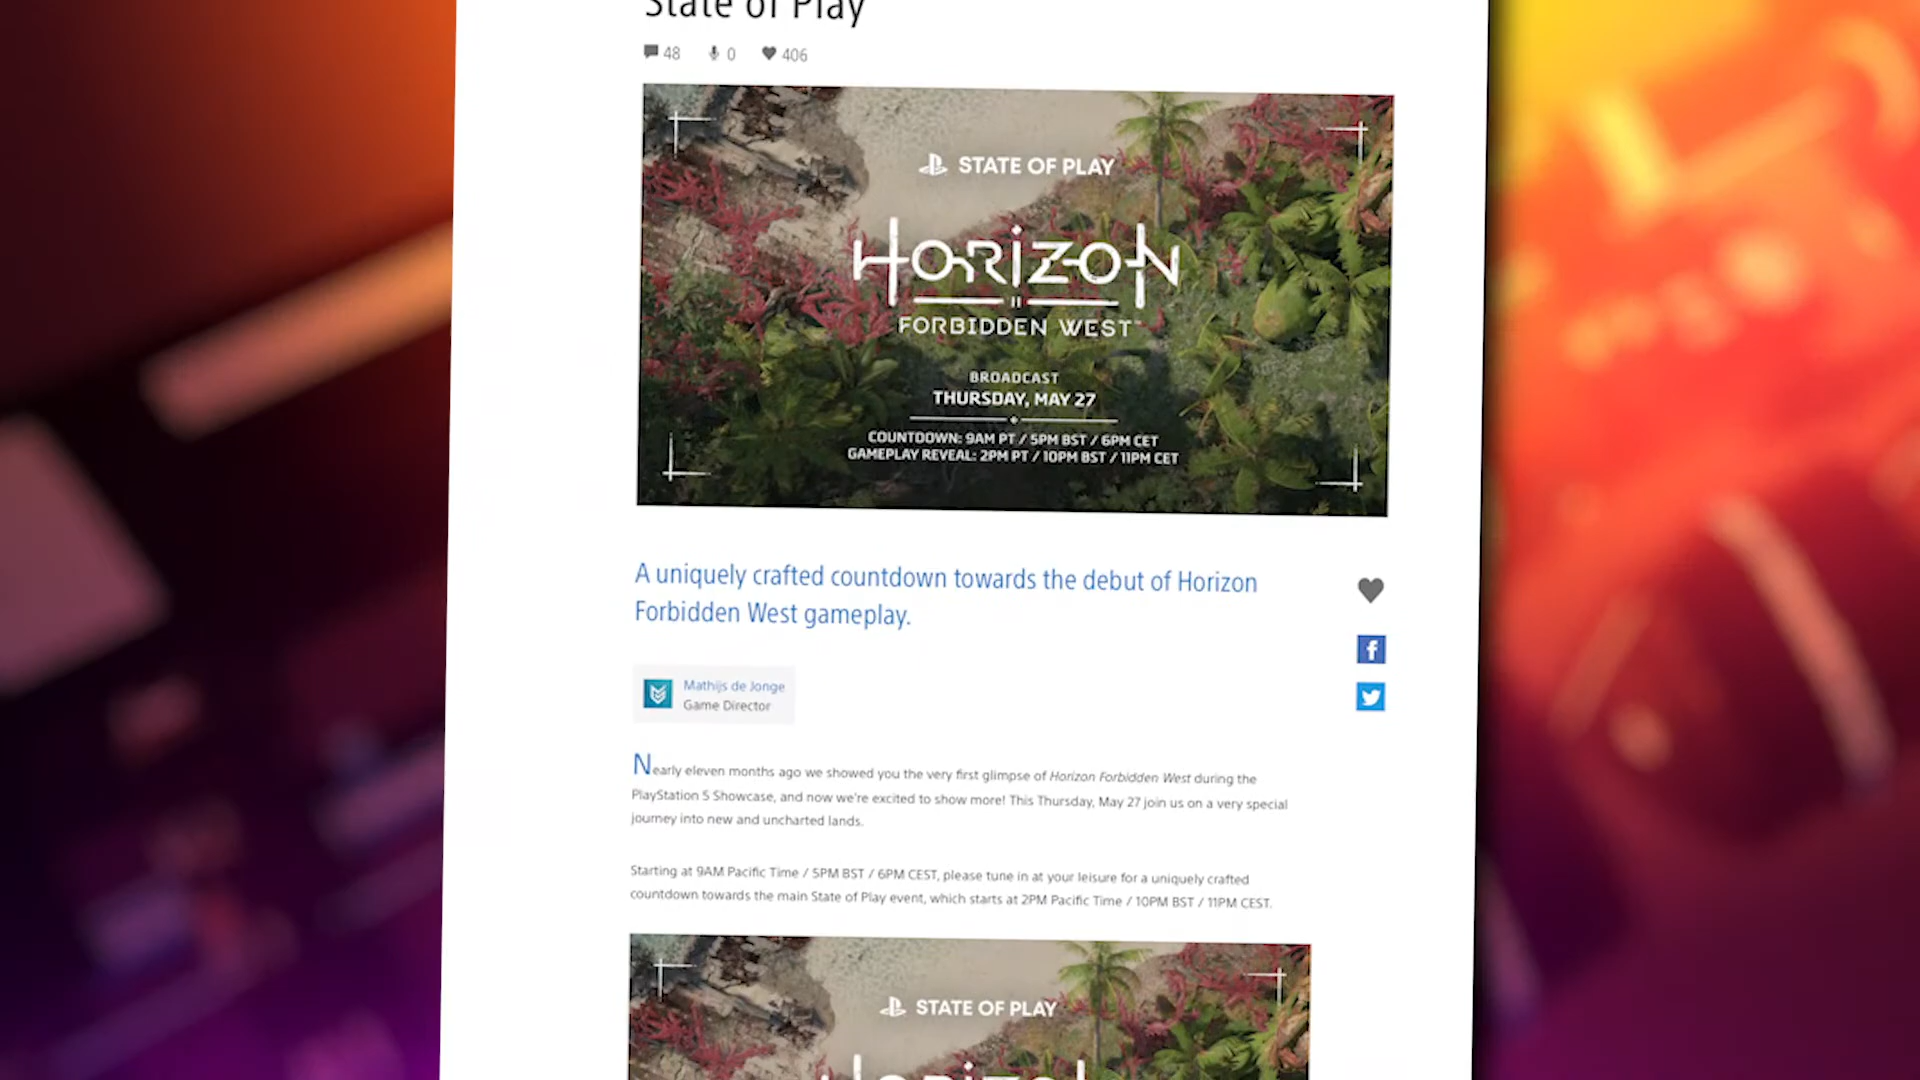 State of Play
48 0 406
STATE OF PLAY
HORIZON
II
FORBIDDEN WEST™
BROADCAST
THURSDAY, MAY 27
COUNTDOWN: 9AM PT / 5PM BST / 6PM CET
GAMEPLAY REVEAL: 2PM PT / 10PM BST / 11PM CET
A uniquely crafted countdown towards the debut of Horizon
Forbidden West gameplay.
Mathijs de Jonge
Game Director
Nearly eleven months ago we showed you the very first glimpse of Horizon Forbidden West during the
PlayStation 5 Showcase, and now we're excited to show more! This Thursday, May 27 join us on a very special
journey into new and uncharted lands.
Starting at 9AM Pacific Time / 5PM BST / 6PM CEST, please tune in at your leisure for a uniquely crafted
countdown towards the main State of Play event, which starts at 2PM Pacific Time / 10PM BST / 11PM CEST.
STATE OF PLAY
HORIZON